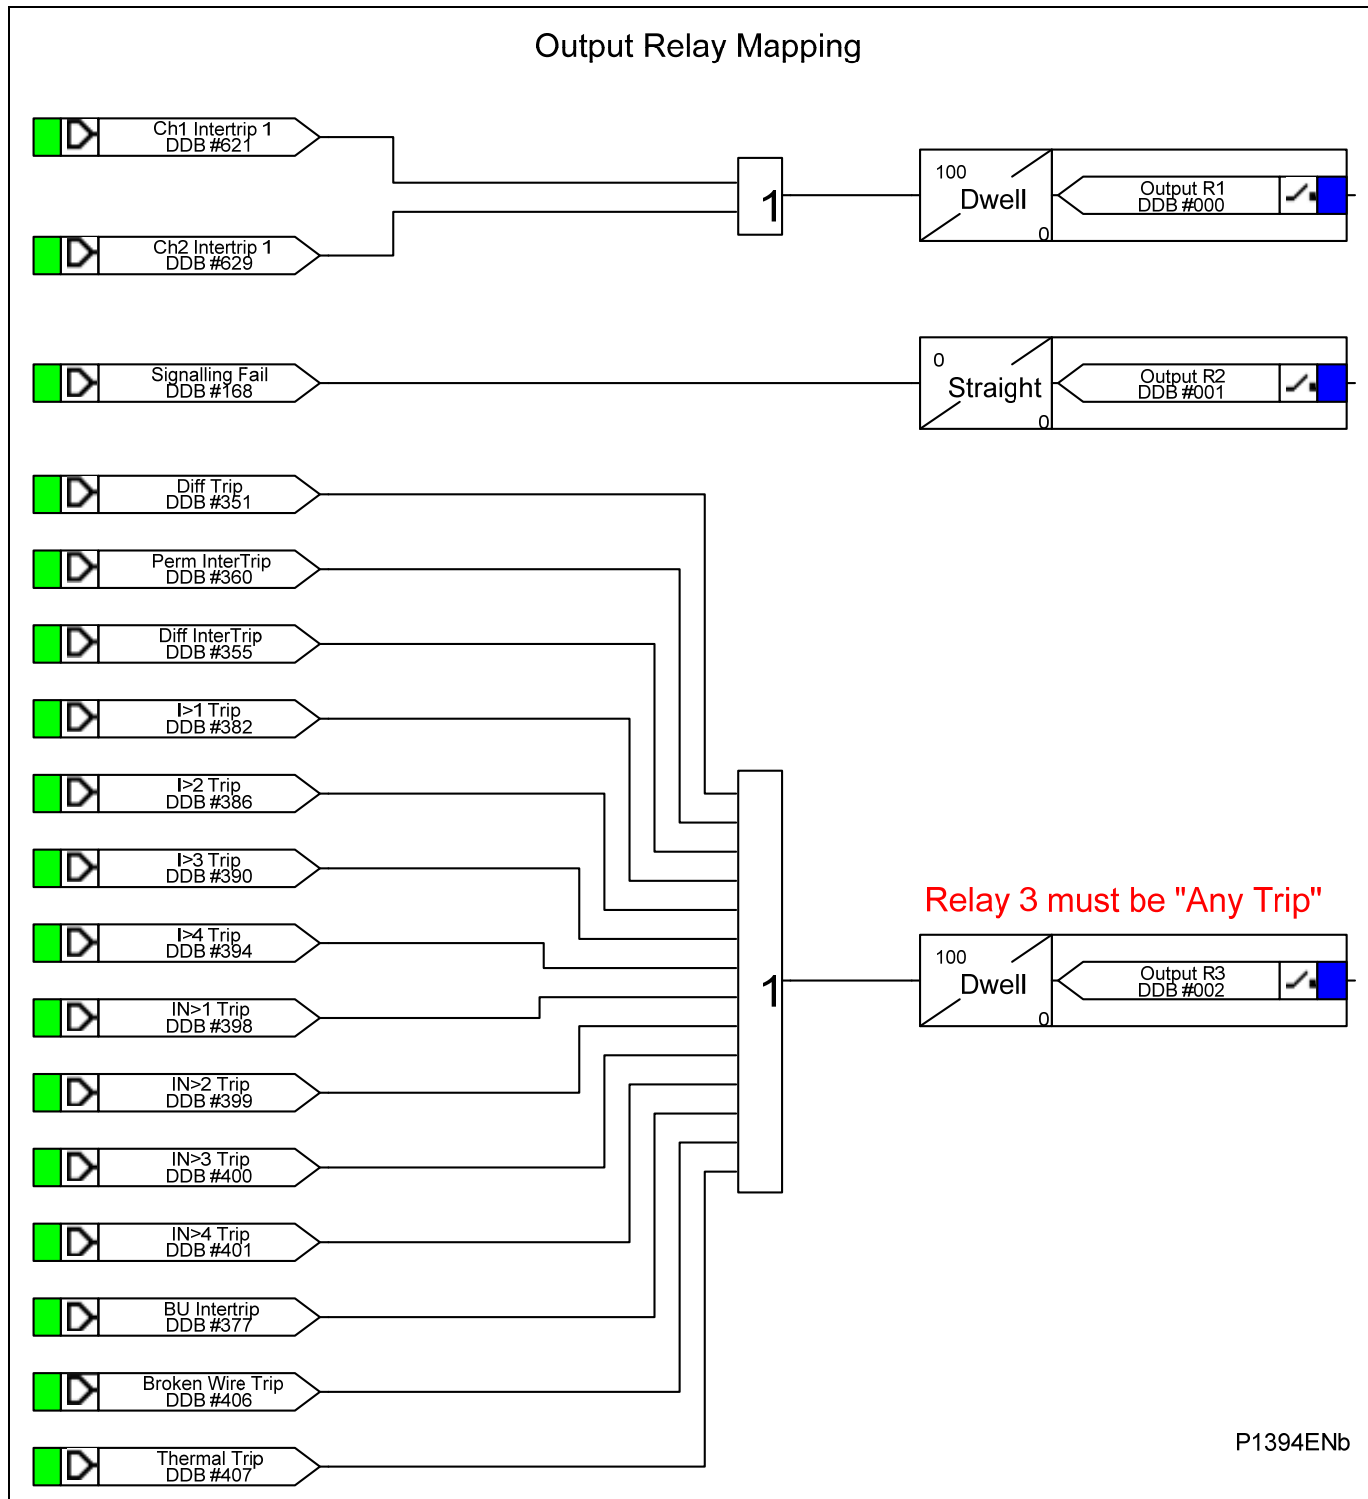 Output Relay Mapping
Ch1 Intertrip 1
DDB #621
Ch2 Intertrip 1
DDB #629
1
100
Dwell
0
Output R1
DDB #000
Signalling Fail
DDB #168
0
Straight
0
Output R2
DDB #001
Diff Trip
DDB #351
Perm InterTrip
DDB #360
Diff InterTrip
DDB #355
I>1 Trip
DDB #382
I>2 Trip
DDB #386
I>3 Trip
DDB #390
I>4 Trip
DDB #394
IN>1 Trip
DDB #398
IN>2 Trip
DDB #399
IN>3 Trip
DDB #400
IN>4 Trip
DDB #401
BU Intertrip
DDB #377
Broken Wire Trip
DDB #406
Thermal Trip
DDB #407
1
Relay 3 must be "Any Trip"
100
Dwell
0
Output R3
DDB #002
P1394ENb